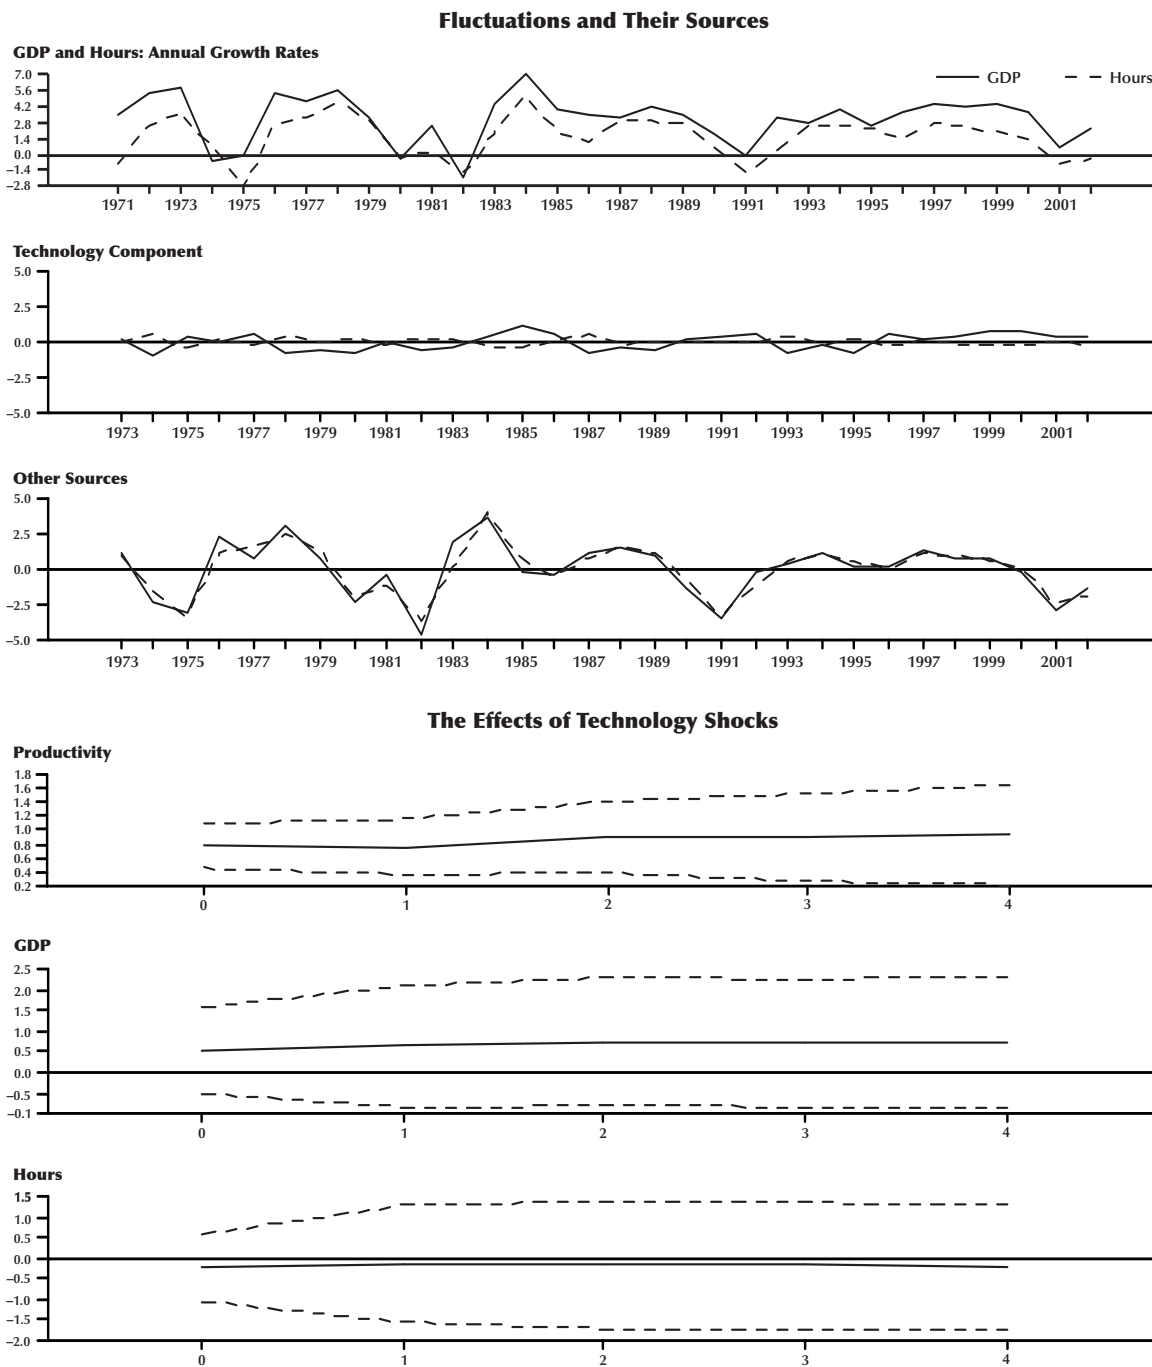 Fluctuations and Their Sources
GDP and Hours: Annual Growth Rates
GDP Hours
7.0
5.6
4.2
2.8
1.4
0.0
–1.4
–2.8
1971 1973 1975 1977 1979 1981 1983 1985 1987 1989 1991 1993 1995 1997 1999 2001
Technology Component
5.0
2.5
0.0
–2.5
–5.0
1973 1975 1977 1979 1981 1983 1985 1987 1989 1991 1993 1995 1997 1999 2001
Other Sources
5.0
2.5
0.0
–2.5
–5.0
1973 1975 1977 1979 1981 1983 1985 1987 1989 1991 1993 1995 1997 1999 2001
The Effects of Technology Shocks
Productivity
1.8
1.6
1.4
1.2
1.0
0.8
0.6
0.4
0.2
0 1 2 3 4
GDP
2.5
2.0
1.5
1.0
0.5
0.0
–0.5
–0.1
0 1 2 3 4
Hours
1.5
1.0
0.5
0.0
–0.5
–1.0
–1.5
–2.0
0 1 2 3 4